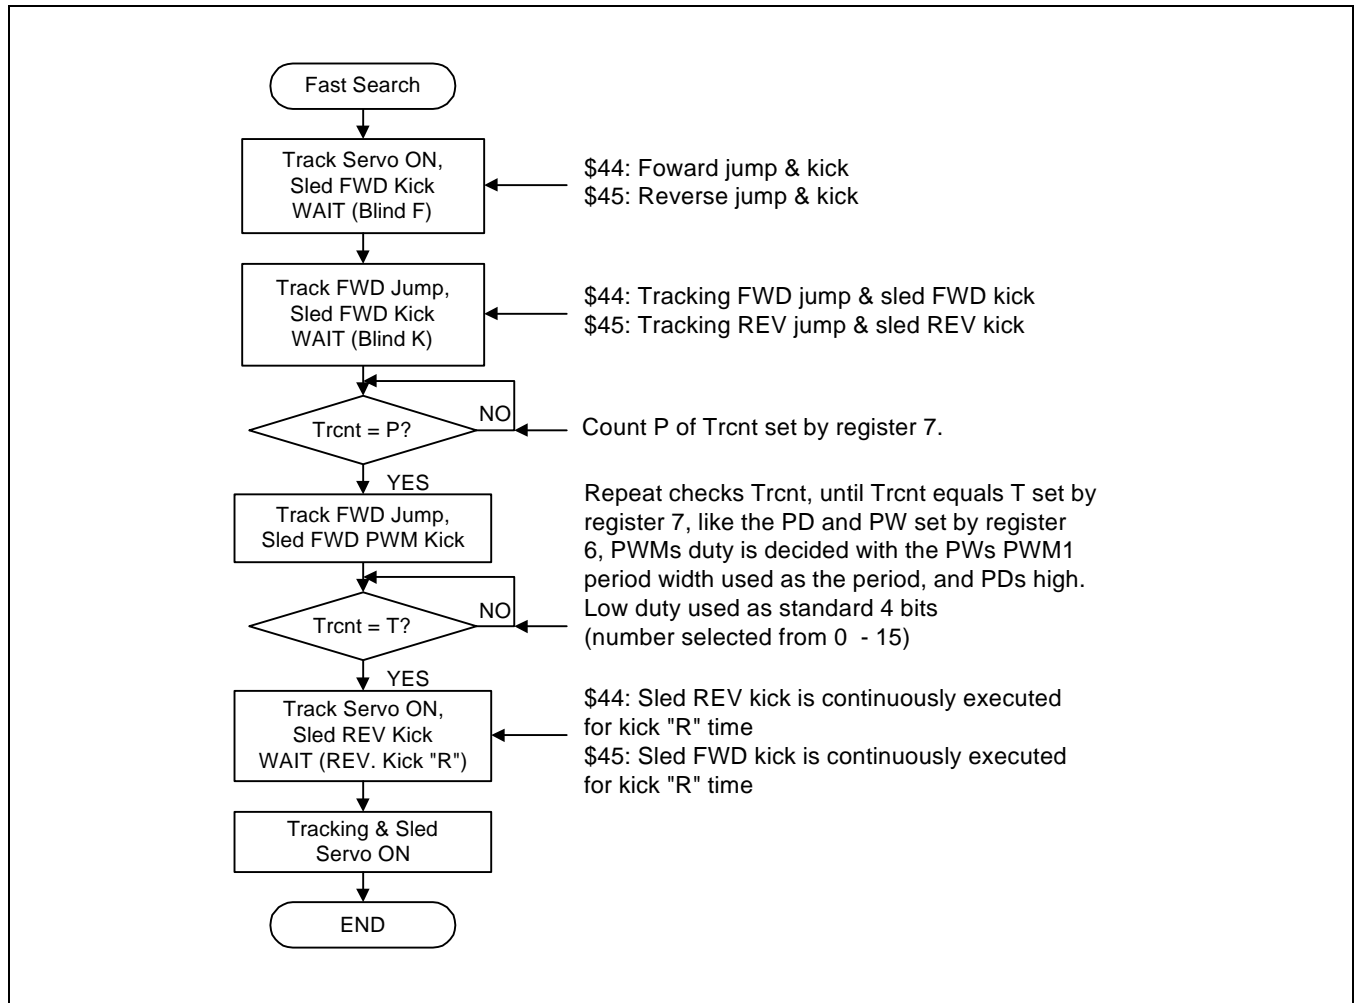 Fast Search
Track Servo ON,
Sled FWD Kick
WAIT (Blind F)
$44: Foward jump & kick
$45: Reverse jump & kick
Track FWD Jump,
Sled FWD Kick
WAIT (Blind K)
$44: Tracking FWD jump & sled FWD kick
$45: Tracking REV jump & sled REV kick
Trcnt = P?
NO
Count P of Trcnt set by register 7.
YES
Track FWD Jump,
Sled FWD PWM Kick
Repeat checks Trcnt, until Trcnt equals T set by
register 7, like the PD and PW set by register
6, PWMs duty is decided with the PWs PWM1
period width used as the period, and PDs high.
Low duty used as standard 4 bits
(number selected from 0 - 15)
Trcnt = T?
NO
YES
Track Servo ON,
Sled REV Kick
WAIT (REV. Kick "R")
$44: Sled REV kick is continuously executed
for kick "R" time
$45: Sled FWD kick is continuously executed
for kick "R" time
Tracking & Sled
Servo ON
END